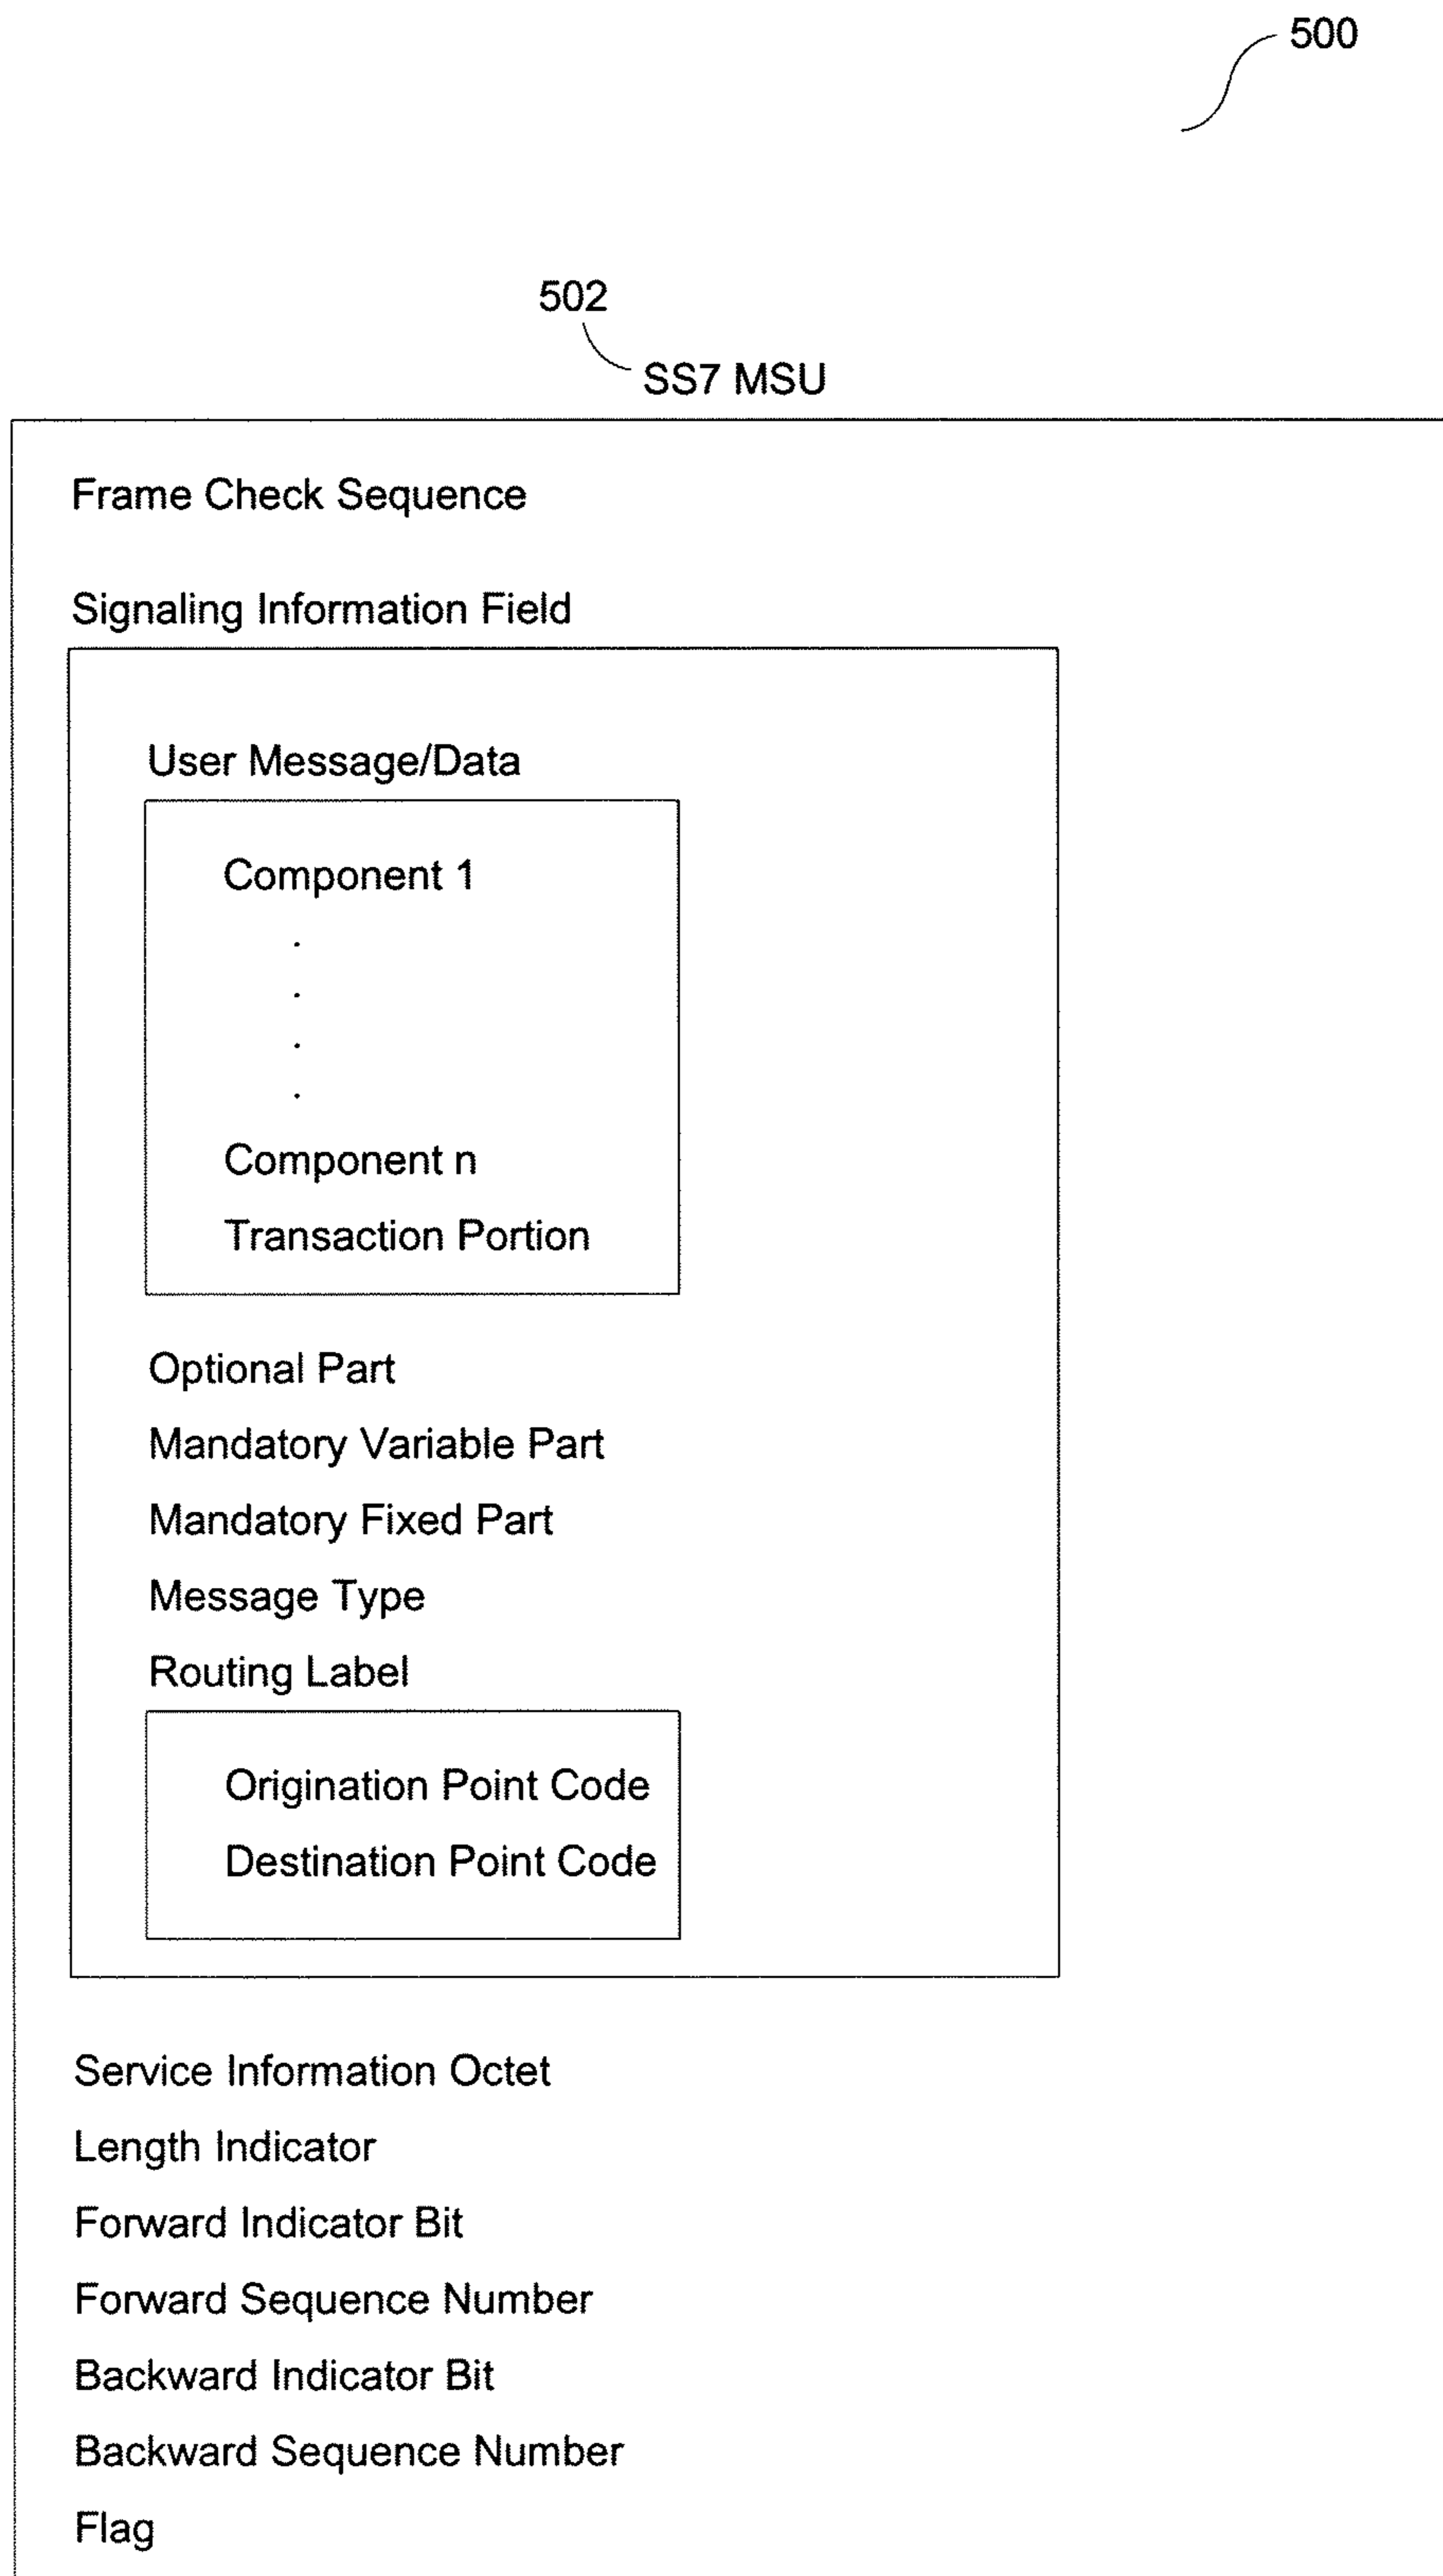 500
502
SS7 MSU
Frame Check Sequence
Signaling Information Field
User Message/Data
Component 1
.
.
.
.
Component n
Transaction Portion
Optional Part
Mandatory Variable Part
Mandatory Fixed Part
Message Type
Routing Label
Origination Point Code
Destination Point Code
Service Information Octet
Length Indicator
Forward Indicator Bit
Forward Sequence Number
Backward Indicator Bit
Backward Sequence Number
Flag